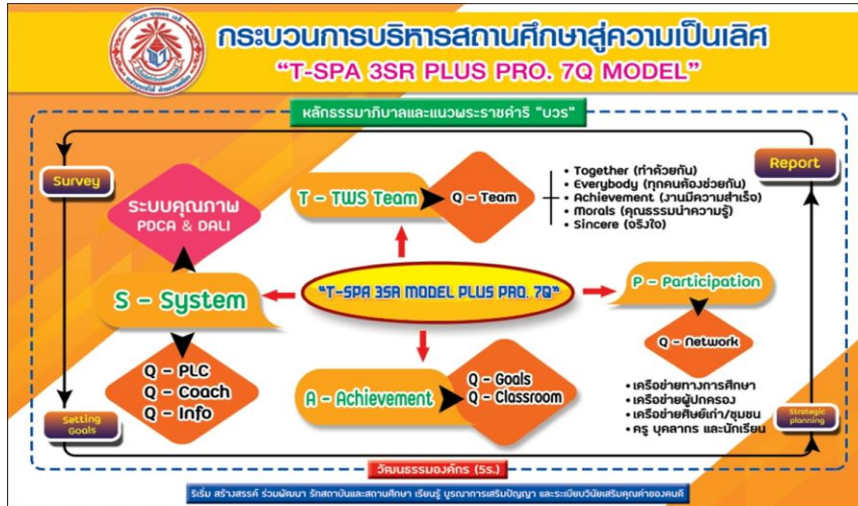 กระบวนการบริหารสถานศึกษาสู่ความเป็นเลิศ
“T-SPA 3SR PLUS PRO. 7Q MODEL”
หลักธรรมาภิบาลและแนวพระราชดำริ "บวร"
Survey
Report
ระบบคุณภาพ
PDCA & DALI
T - TWS Team
Q - Team
• Together (ทำด้วยกัน)
• Everybody (ทุกคนต้องช่วยกัน)
• Achievement (งานมีความสำเร็จ)
• Morals (คุณธรรมนำความรู้)
• Sincere (จริงใจ)
S - System
“T-SPA 3SR MODEL PLUS PRO. 7Q”
P - Participation
Q - PLC
Q - Coach
Q - Info
A - Achievement
Q - Goals
Q - Classroom
Q - Network
• เครือข่ายทางการศึกษา
• เครือข่ายผู้ปกครอง
• เครือข่ายศิษย์เก่า/ชุมชน
• ครู บุคลากร และนักเรียน
Setting
Goals
Strategic
planning
วัฒนธรรมองค์กร (5ร.)
ริเริ่ม สร้างสรรค์ ร่วมพัฒนา รักสถาบันและสถานศึกษา เรียนรู้ บูรณาการเสริมปัญญา และระเบียบวินัยเสริมคุณค่าของคนดี